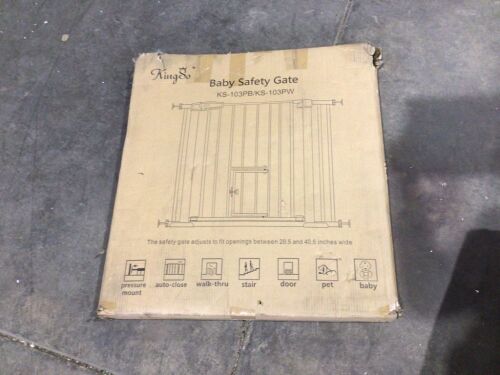 KingSo
Baby Safety Gate
KS-103PB/KS-103PW
The safety gate adjusts to fit openings between 29.5 and 40.5 inches wide
pressure mount
auto-close
walk-thru
stair
door
pet
baby